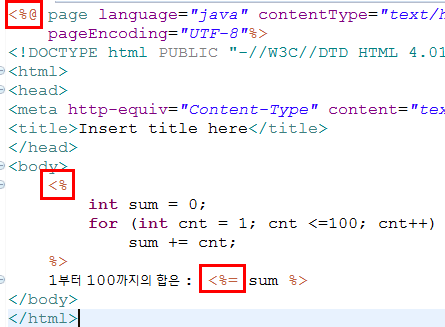 <%@ page language="java" contentType="text/h
pageEncoding="UTF-8"%>
<!DOCTYPE html PUBLIC "-//W3C//DTD HTML 4.01
<html>
<head>
<meta http-equiv="Content-Type" content="tex
<title>Insert title here</title>
</head>
<body>
<%
int sum = 0;
for (int cnt = 1; cnt <=100; cnt++)
sum += cnt;
%>
1부터 100까지의 합은 : <%= sum %>
</body>
</html>